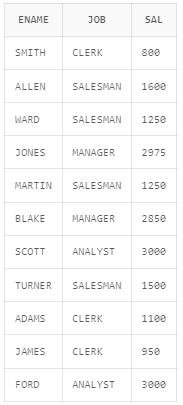 ENAME JOB SAL
SMITH CLERK 800
ALLEN SALESMAN 1600
WARD SALESMAN 1250
JONES MANAGER 2975
MARTIN SALESMAN 1250
BLAKE MANAGER 2850
SCOTT ANALYST 3000
TURNER SALESMAN 1500
ADAMS CLERK 1100
JAMES CLERK 950
FORD ANALYST 3000